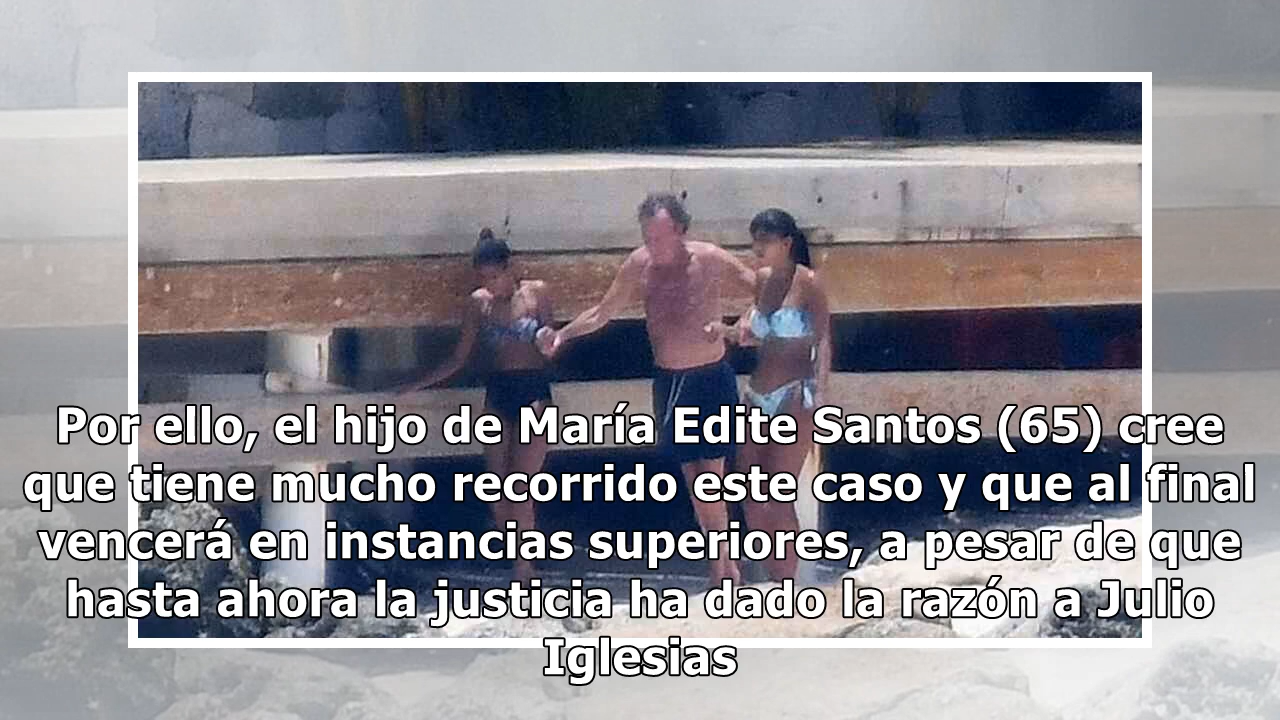 Por ello, el hijo de María Edite Santos (65) cree
que tiene mucho recorrido este caso y que al final
vencerá en instancias superiores, a pesar de que
hasta ahora la justicia ha dado la razón a Julio
Iglesias